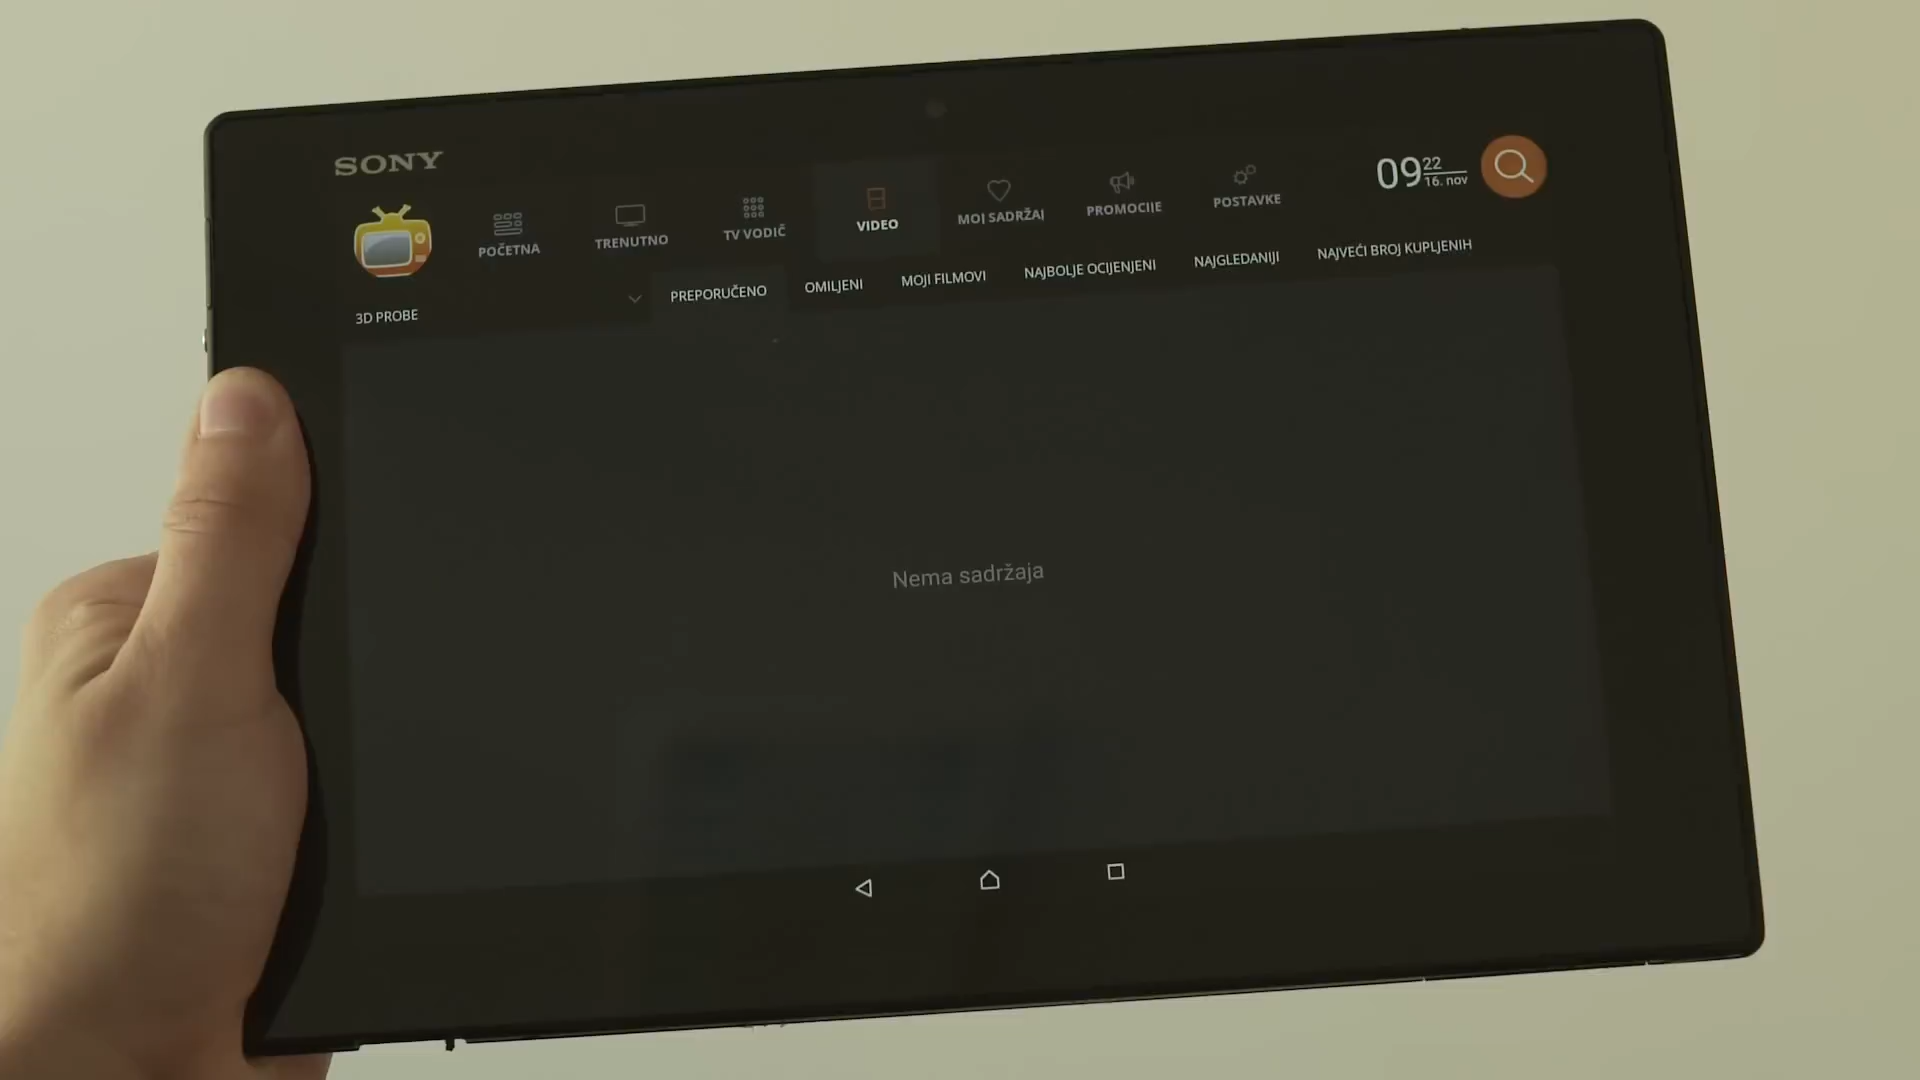 SONY
POČETNA
TRENUTNO
TV VODIČ
VIDEO
MOJ SADRŽAJ
PROMOCIJE
POSTAVKE
09 22
16. nov
3D PROBE
PREPORUČENO
OMILJENI
MOJI FILMOVI
NAJBOLJE OCIJENJENI
NAJGLEDANIJI
NAJVEĆI BROJ KUPLJENIH
Nema sadržaja